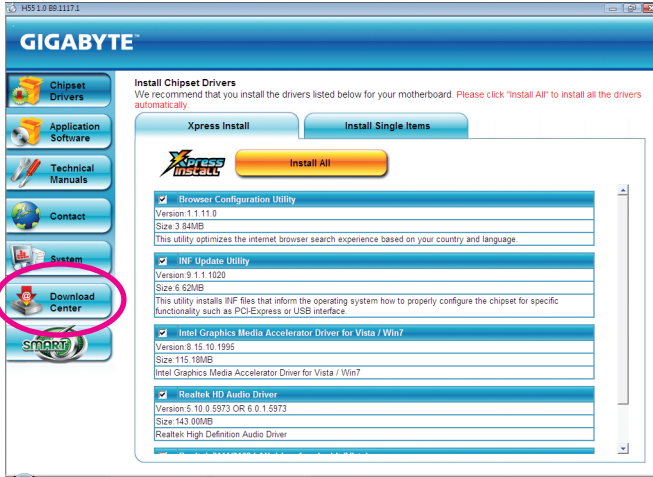 H55 1.0 B9.1117.1
GIGABYTE™
Chipset
Drivers
Application
Software
Technical
Manuals
Contact
System
Download
Center
SMART
Install Chipset Drivers
We recommend that you install the drivers listed below for your motherboard. Please click "Install All" to install all the drivers
automatically.
Xpress Install
Install Single Items
Xpress
INSTALL
Install All
Browser Configuration Utility
Version:1.1.11.0
Size:3.84MB
This utility optimizes the internet browser search experience based on your country and language.
INF Update Utility
Version:9.1.1.1020
Size:6.62MB
This utility installs INF files that inform the operating system how to properly configure the chipset for specific
functionality such as PCI-Express or USB interface.
Intel Graphics Media Accelerator Driver for Vista / Win7
Version:8.15.10.1995
Size:115.18MB
Intel Graphics Media Accelerator Driver for Vista / Win7
Realtek HD Audio Driver
Version:5.10.0.5973 OR 6.0.1.5973
Size:143.00MB
Realtek High Definition Audio Driver